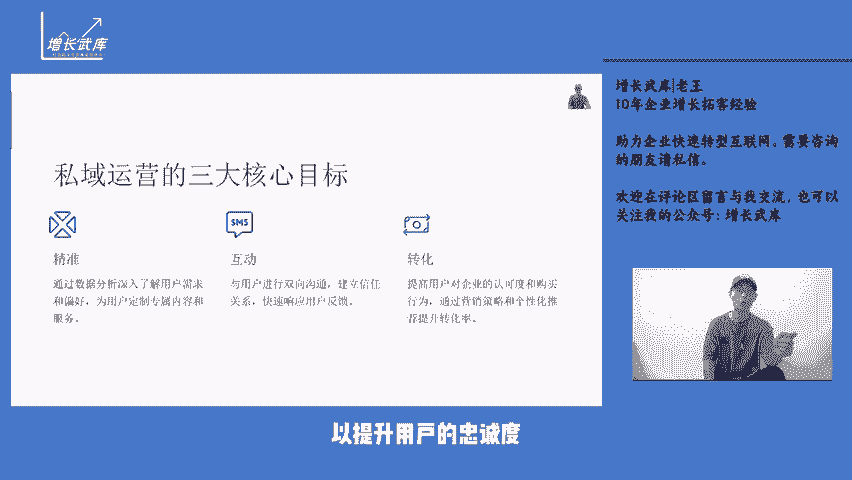 增长武库
私域运营的三大核心目标
SMS
精准
通过数据分析深入了解用户需求
和偏好，为用户定制专属内容和
服务。
互动
与用户进行双向沟通，建立信任
关系，快速响应用户反馈。
转化
提高用户对企业的认可度和购买
行为，通过营销策略和个性化推
荐提升转化率。
增长武库|老王
10年企业增长拓客经验
助力企业快速转型互联网。需要咨询
的朋友请私信。
欢迎在评论区留言与我交流，也可以
关注我的公众号：增长武库
以提升用户的忠诚度